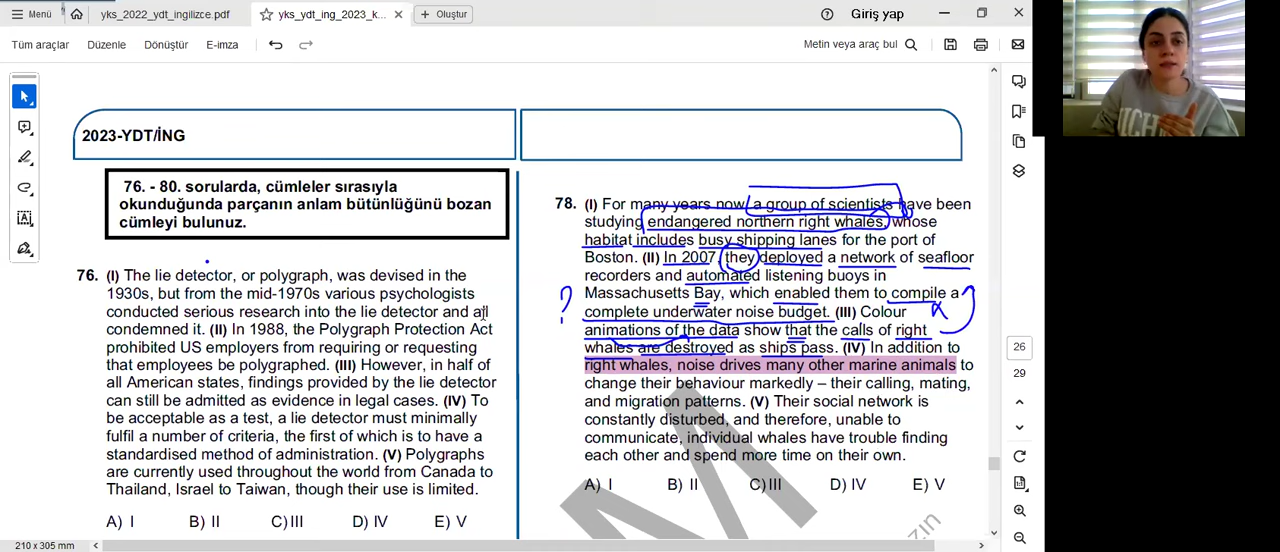 Menü
yks_2022_ydt_ingilizce.pdf
yks_ydt_ing_2023_k...
Oluştur
Giriş yap
Tüm araçlar
Düzenle
Dönüştür
E-imza
Metin veya araç bul
2023-YDT/İNG
76. - 80. sorularda, cümleler sırasıyla
okunduğunda parçanın anlam bütünlüğünü bozan
cümleyi bulunuz.
76. (I) The lie detector, or polygraph, was devised in the
1930s, but from the mid-1970s various psychologists
conducted serious research into the lie detector and all
condemned it. (II) In 1988, the Polygraph Protection Act
prohibited US employers from requiring or requesting
that employees be polygraphed. (III) However, in half of
all American states, findings provided by the lie detector
can still be admitted as evidence in legal cases. (IV) To
be acceptable as a test, a lie detector must minimally
fulfil a number of criteria, the first of which is to have a
standardised method of administration. (V) Polygraphs
are currently used throughout the world from Canada to
Thailand, Israel to Taiwan, though their use is limited.
A) I B) II C) III D) IV E) V
78. (I) For many years now, a group of scientists have been
studying endangered northern right whales, whose
habitat includes busy shipping lanes for the port of
Boston. (II) In 2007, they deployed a network of seafloor
recorders and automated listening buoys in
Massachusetts Bay, which enabled them to compile a
complete underwater noise budget. (III) Colour
animations of the data show that the calls of right
whales are destroyed as ships pass. (IV) In addition to
right whales, noise drives many other marine animals to
change their behaviour markedly – their calling, mating,
and migration patterns. (V) Their social network is
constantly disturbed, and therefore, unable to
communicate, individual whales have trouble finding
each other and spend more time on their own.
A) I B) II C) III D) IV E) V
?
M
z.in
26
29
210 x 305 mm